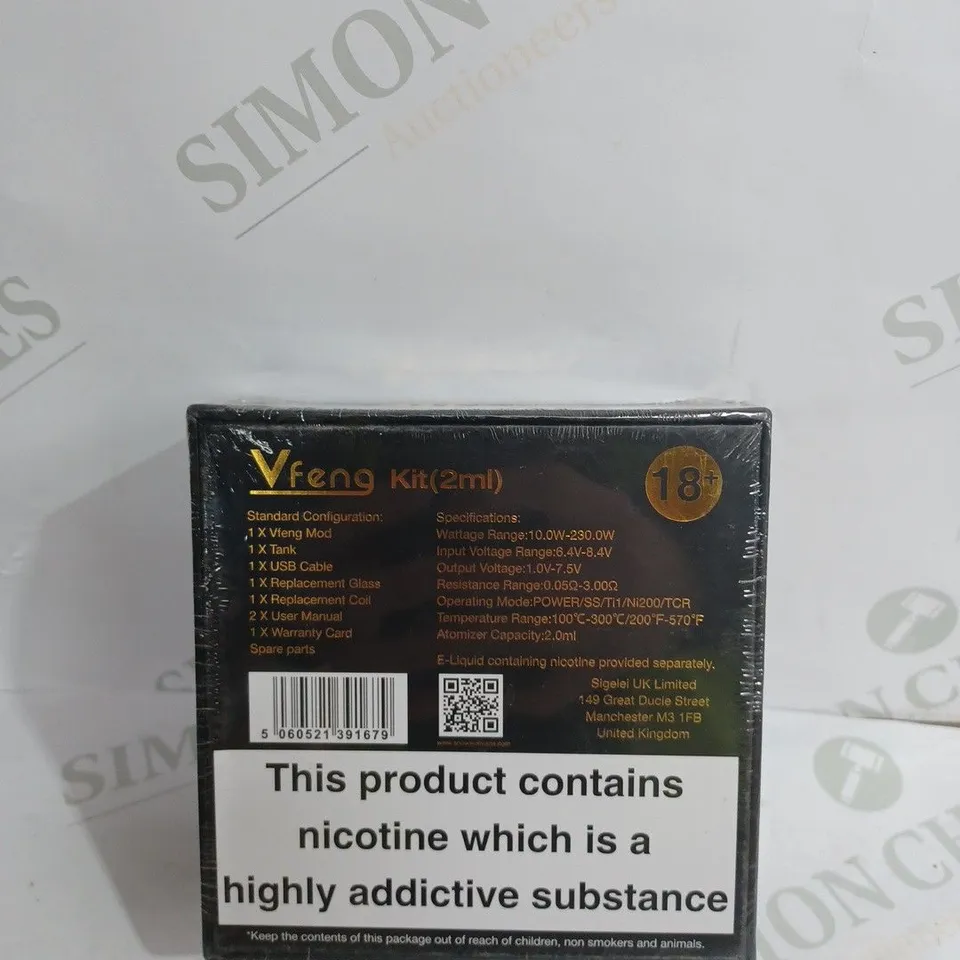 SIMON
Auctioneers
SIM
ES
Vfeng Kit(2ml)
18+
Standard Configuration:
1 X Vfeng Mod
1 X Tank
1 X USB Cable
1 X Replacement Glass
1 X Replacement Coil
2 X User Manual
1 X Warranty Card
Spare parts
Specifications:
Wattage Range:10.0W-230.0W
Input Voltage Range:6.4V-8.4V
Output Voltage:1.0V-7.5V
Resistance Range:0.05Ω-3.00Ω
Operating Mode:POWER/SS/Ti1/Ni200/TCR
Temperature Range:100℃-300℃/200℉-570℉
Atomizer Capacity:2.0ml
E-Liquid containing nicotine provided separately.
Sigelei UK Limited
149 Great Ducie Street
Manchester M3 1FB
United Kingdom
5 060521 391679
This product contains
nicotine which is a
highly addictive substance
*Keep the contents of this package out of reach of children, non smokers and animals.
SIMON
SIMON CH